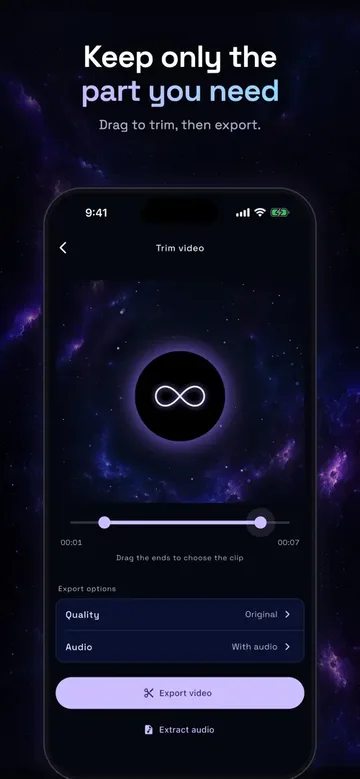 Keep only the
part you need
Drag to trim, then export.
9:41
Trim video
00:01
00:07
Drag the ends to choose the clip
Export options
Quality
Original
Audio
With audio
Export video
Extract audio